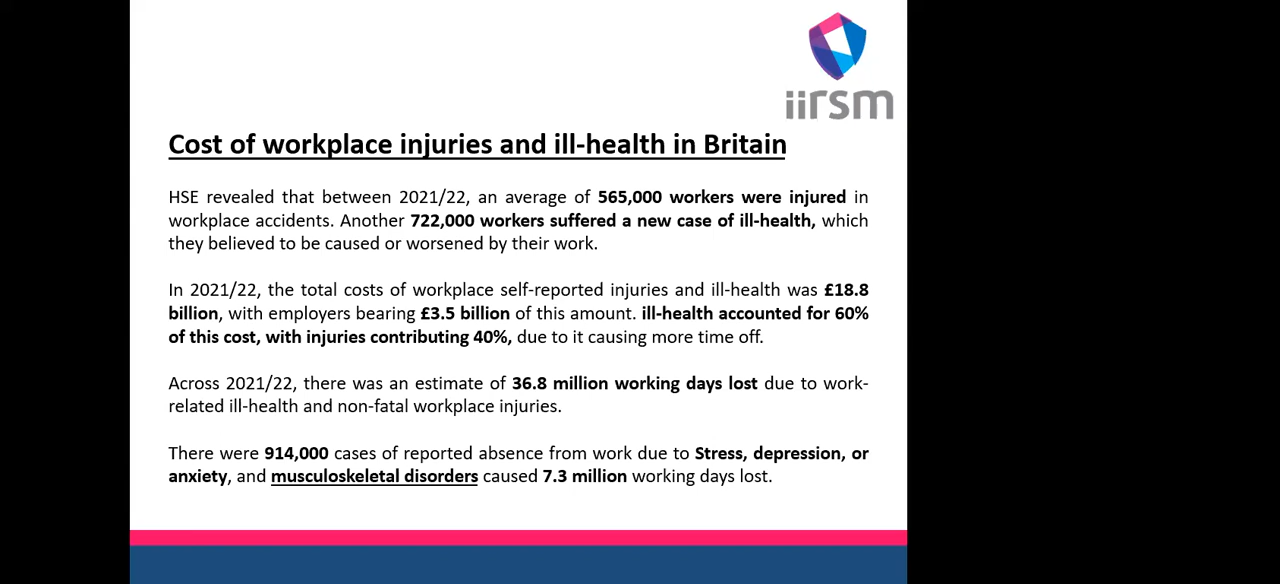 iirsm
Cost of workplace injuries and ill-health in Britain
HSE revealed that between 2021/22, an average of 565,000 workers were injured in
workplace accidents. Another 722,000 workers suffered a new case of ill-health, which
they believed to be caused or worsened by their work.
In 2021/22, the total costs of workplace self-reported injuries and ill-health was £18.8
billion, with employers bearing £3.5 billion of this amount. ill-health accounted for 60%
of this cost, with injuries contributing 40%, due to it causing more time off.
Across 2021/22, there was an estimate of 36.8 million working days lost due to work-
related ill-health and non-fatal workplace injuries.
There were 914,000 cases of reported absence from work due to Stress, depression, or
anxiety, and musculoskeletal disorders caused 7.3 million working days lost.